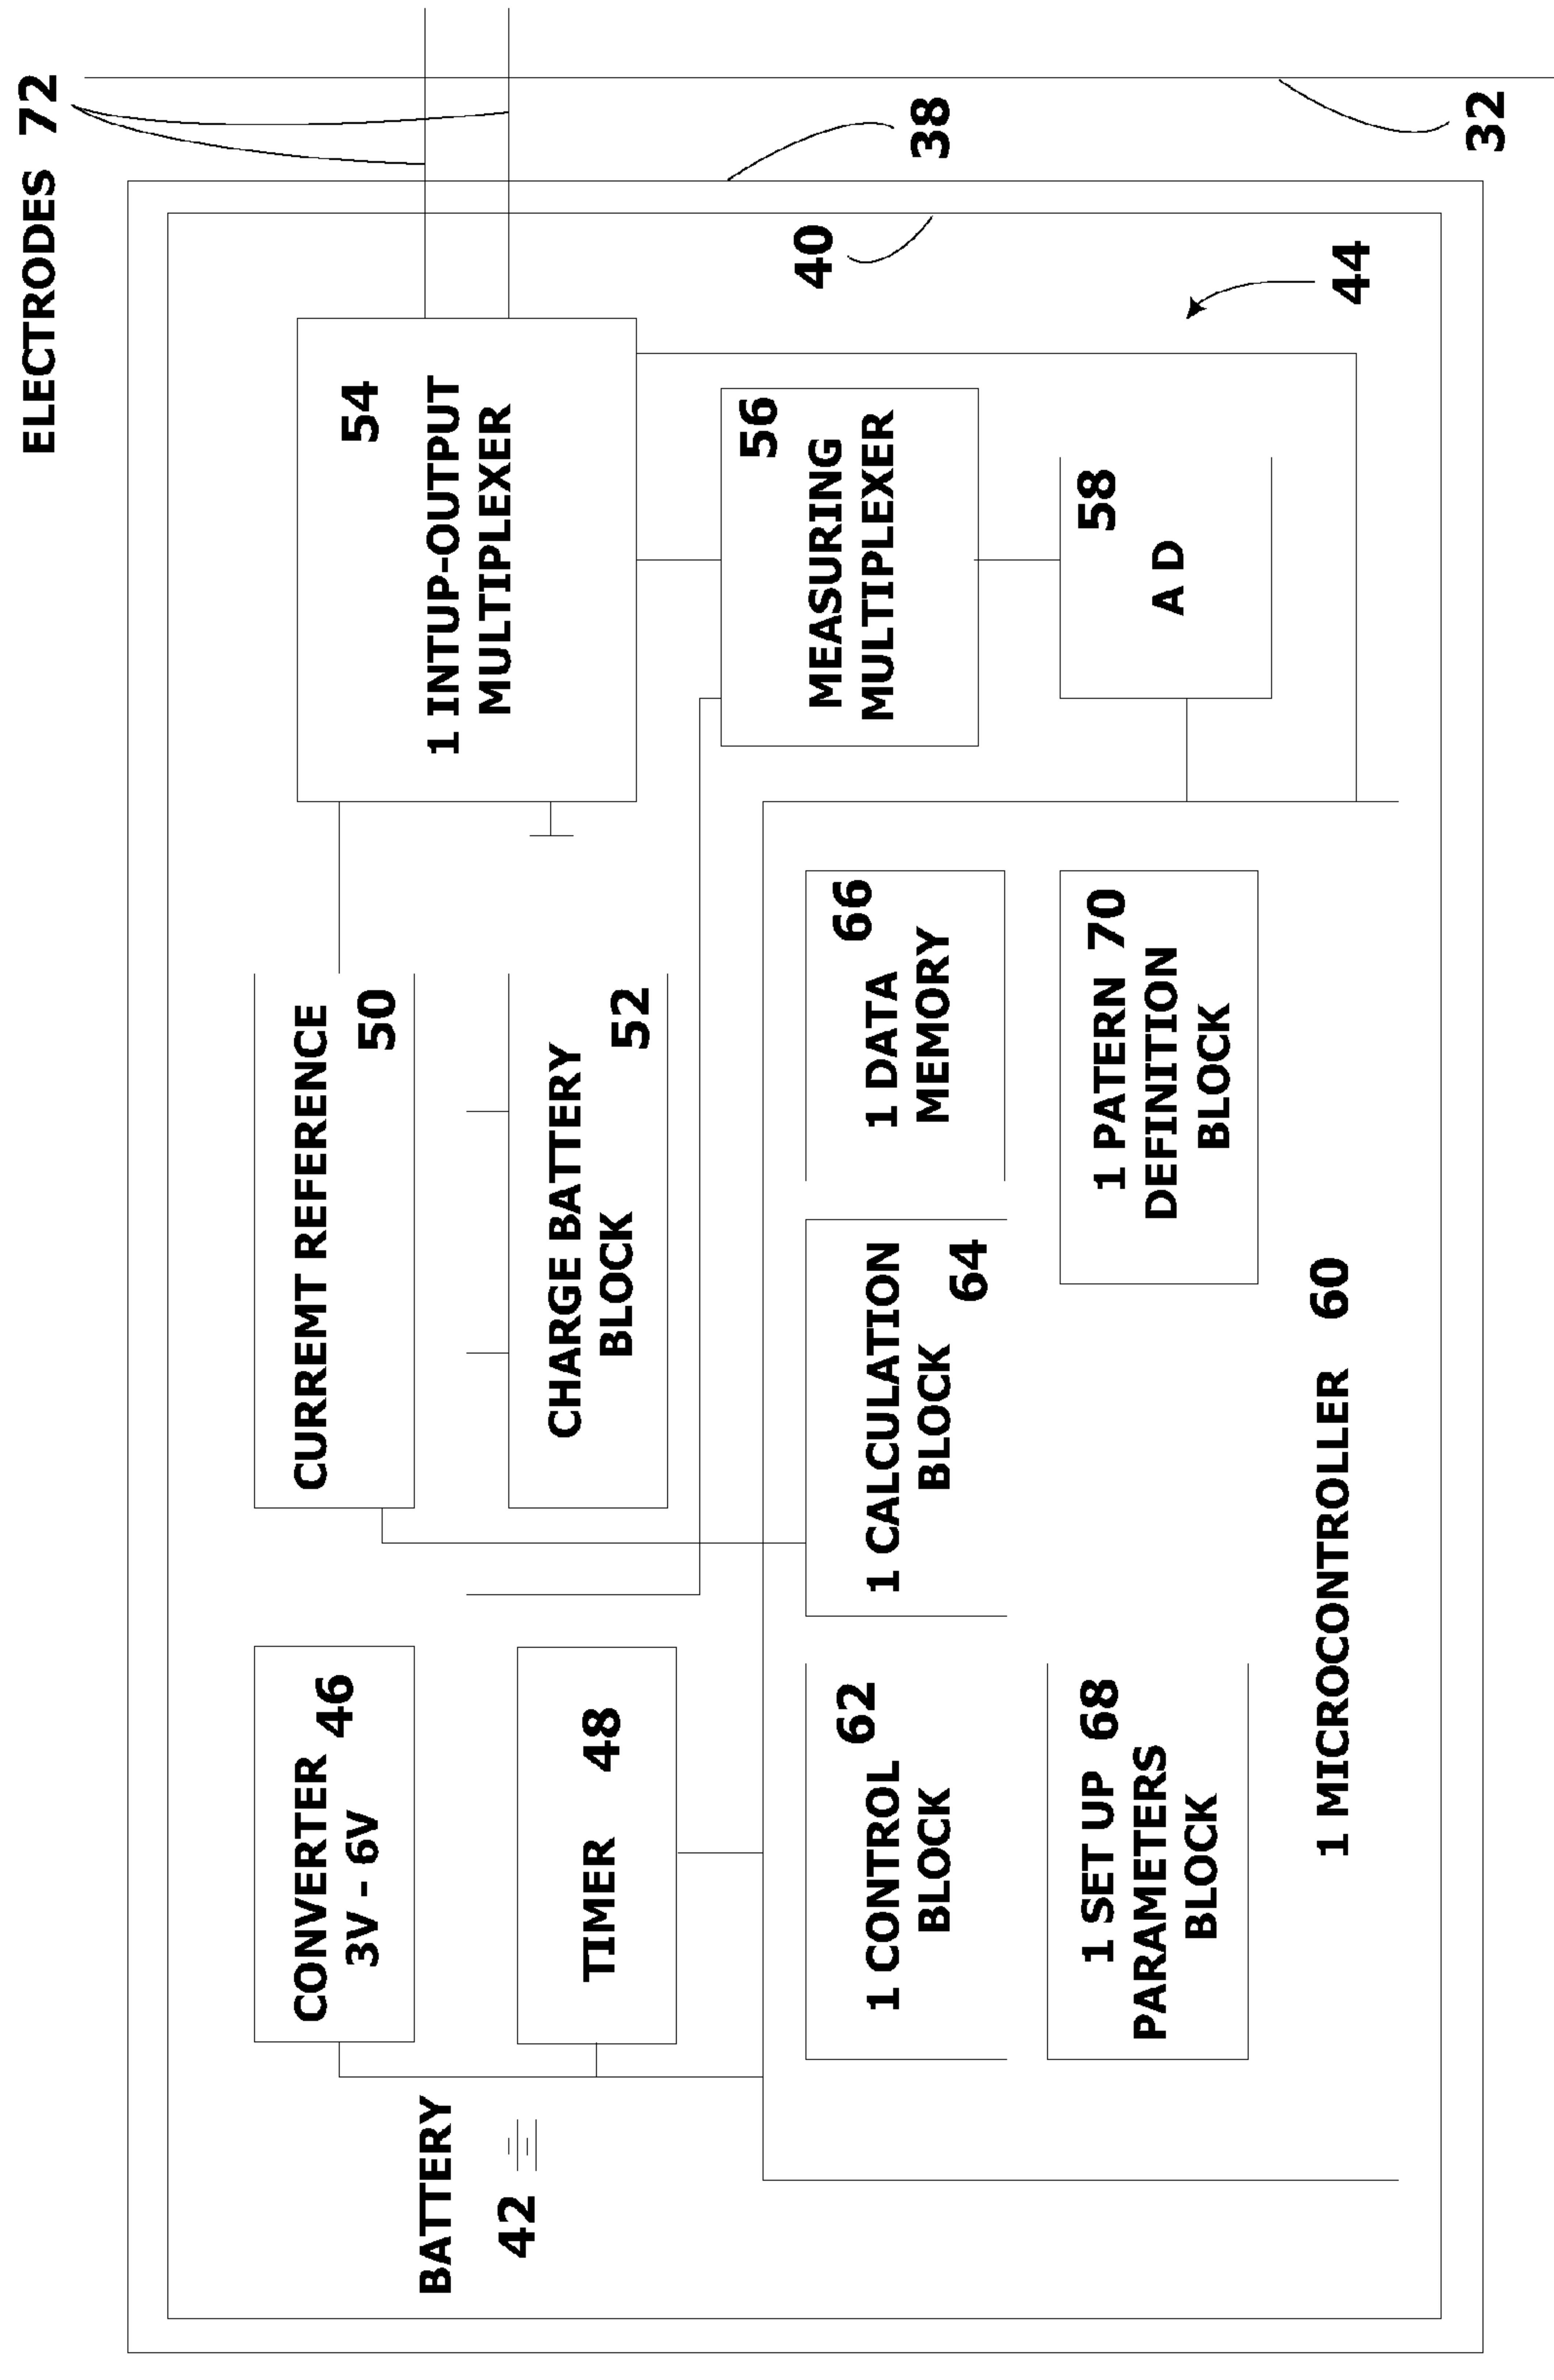 ELECTRODES 72
32
38
40
44
54
1 INTUP-OUTPUT
MULTIPLEXER
56
MEASURING
MULTIPLEXER
58
A D
CURREMT REFERENCE
50
CHARGE BATTERY
BLOCK
52
CONVERTER 46
3V - 6V
TIMER 48
BATTERY
42
66
1 DATA
MEMORY
1 PATERN 70
DEFINITION
BLOCK
1 CALCULATION
BLOCK
64
1 CONTROL 62
BLOCK
1 SET UP 68
PARAMETERS
BLOCK
1 MICROCONTROLLER 60